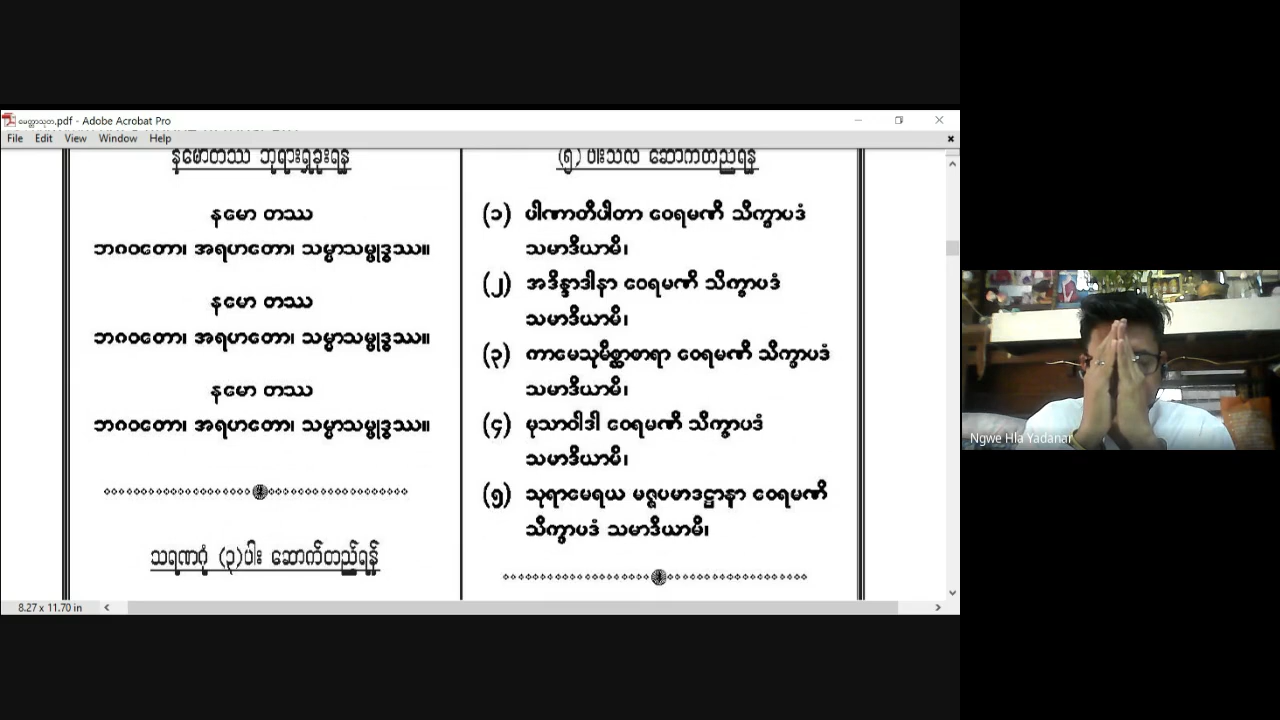 မေတ္တာသုတ်.pdf - Adobe Acrobat Pro
File Edit View Window Help
နမောတဿ ဘုရားရှိခိုးရန်
နမော တဿ
ဘဂဝတော၊ အရဟတော၊ သမ္မာသမ္ဗုဒ္ဓဿ။
နမော တဿ
ဘဂဝတော၊ အရဟတော၊ သမ္မာသမ္ဗုဒ္ဓဿ။
နမော တဿ
ဘဂဝတော၊ အရဟတော၊ သမ္မာသမ္ဗုဒ္ဓဿ။
သရဏဂုံ (၃)ပါး ဆောက်တည်ရန်
(၅)ပါးသီလ ဆောက်တည်ရန်
(၁) ပါဏာတိပါတာ ဝေရမဏိ သိက္ခာပဒံ
သမာဒိယာမိ၊
(၂) အဒိန္နာဒါနာ ဝေရမဏိ သိက္ခာပဒံ
သမာဒိယာမိ၊
(၃) ကာမေသုမိစ္ဆာစာရာ ဝေရမဏိ သိက္ခာပဒံ
သမာဒိယာမိ၊
(၄) မုသာဝါဒါ ဝေရမဏိ သိက္ခာပဒံ
သမာဒိယာမိ၊
(၅) သုရာမေရယ မဇ္ဇပမာဒဋ္ဌာနာ ဝေရမဏိ
သိက္ခာပဒံ သမာဒိယာမိ၊
8.27 x 11.70 in
Ngwe Hla Yadanar